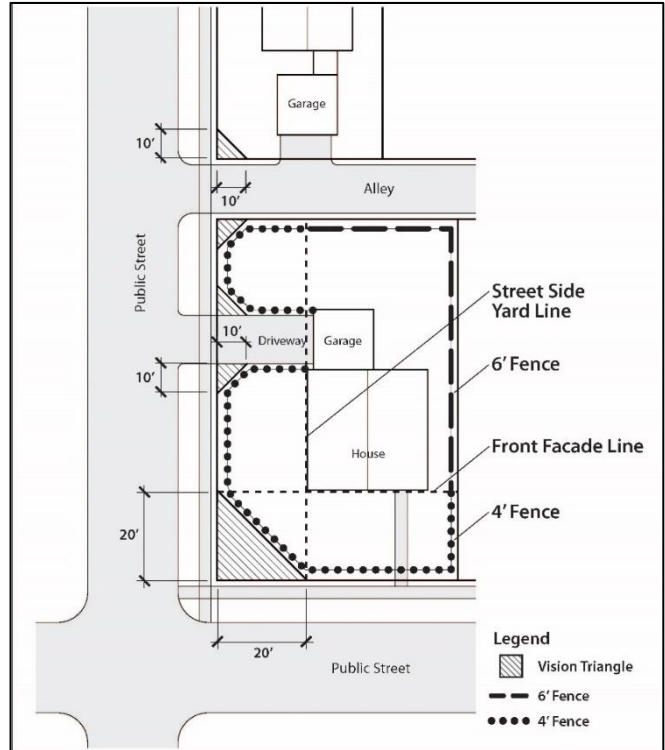 Garage
10'
10'
Alley
Public Street
Street Side
Yard Line
10'
Driveway
Garage
6' Fence
10'
House
Front Facade Line
4' Fence
20'
20'
Public Street
Legend
Vision Triangle
6' Fence
4' Fence